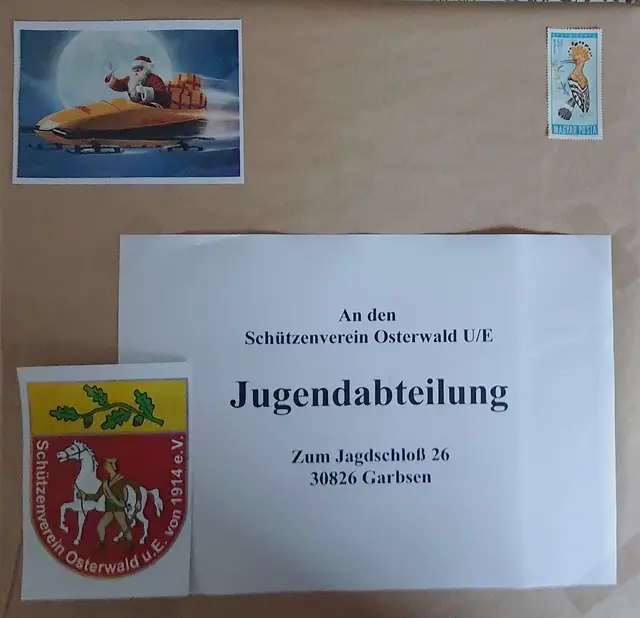 MAGYAR POSTA
An den
Schützenverein Osterwald U/E
Jugendabteilung
Zum Jagdschloß 26
30826 Garbsen
Schützenverein Osterwald u.E. von 1914 e.V.